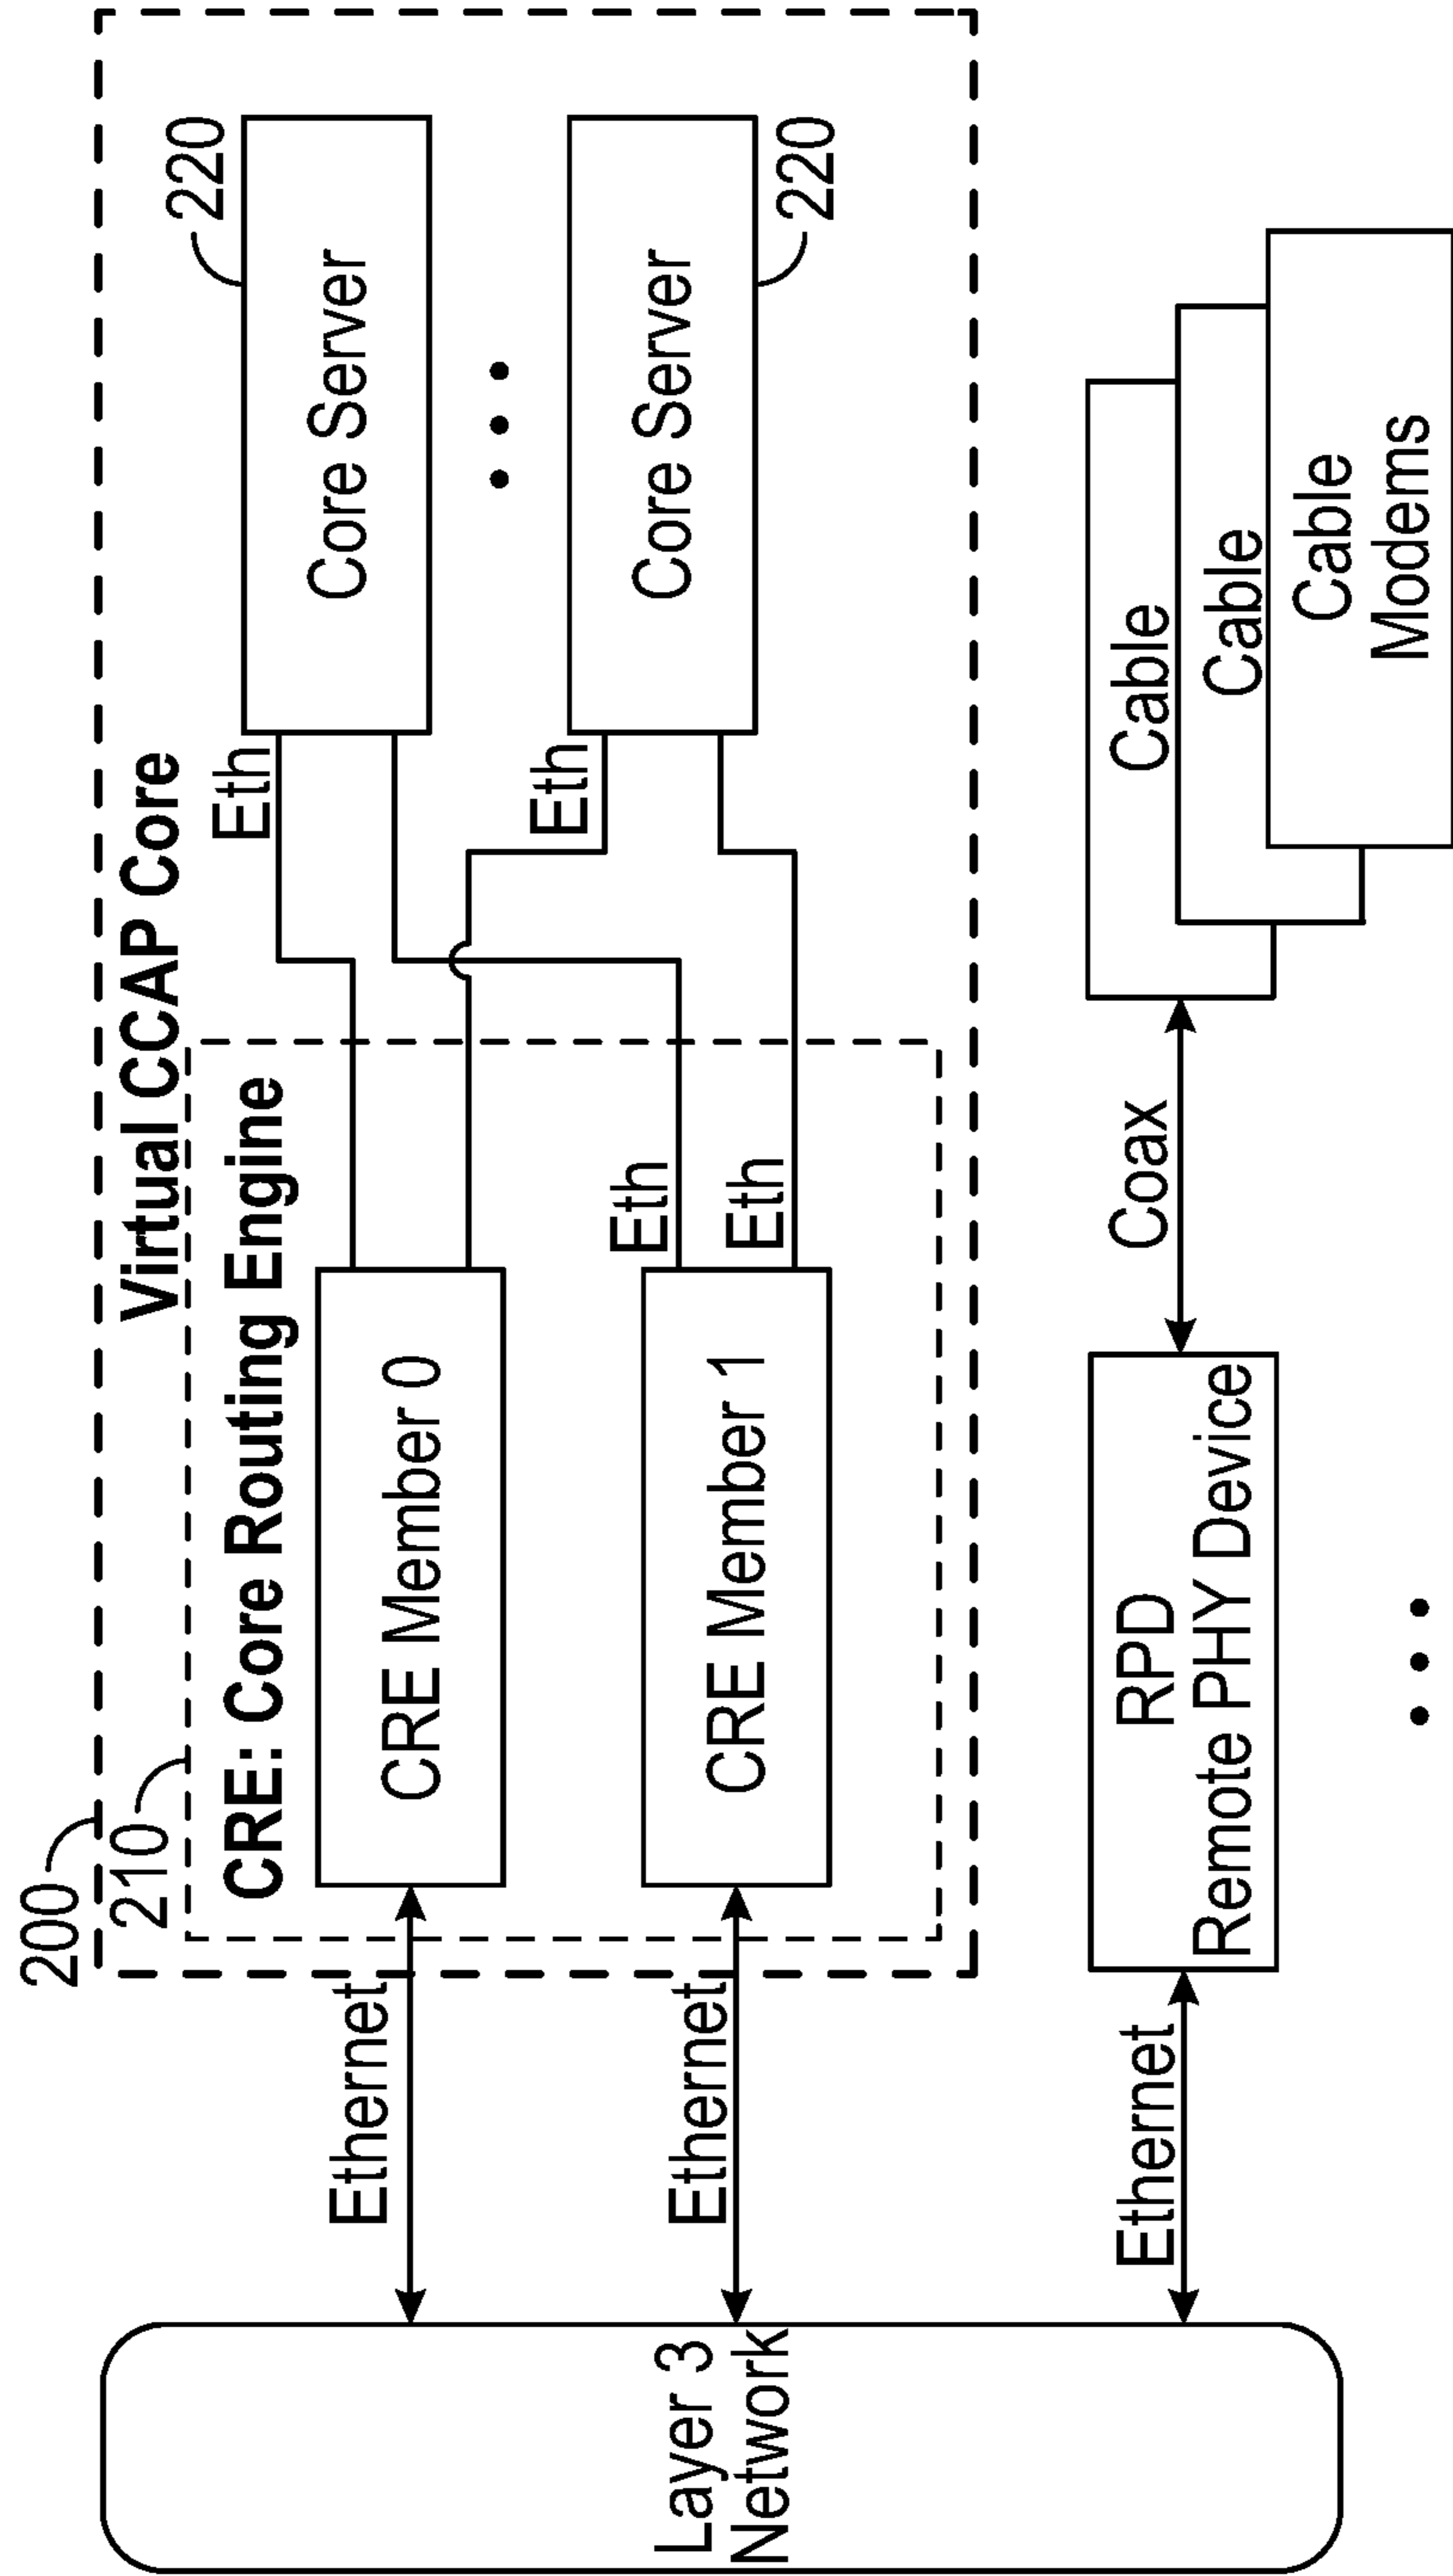 200
210
Virtual CCAP Core
CRE: Core Routing Engine
220
Core Server
Eth
CRE Member 0
Ethernet
Eth
Core Server
220
Eth
Eth
CRE Member 1
Ethernet
Layer 3
Network
Ethernet
RPD
Remote PHY Device
Coax
Cable
Cable
Cable
Modems